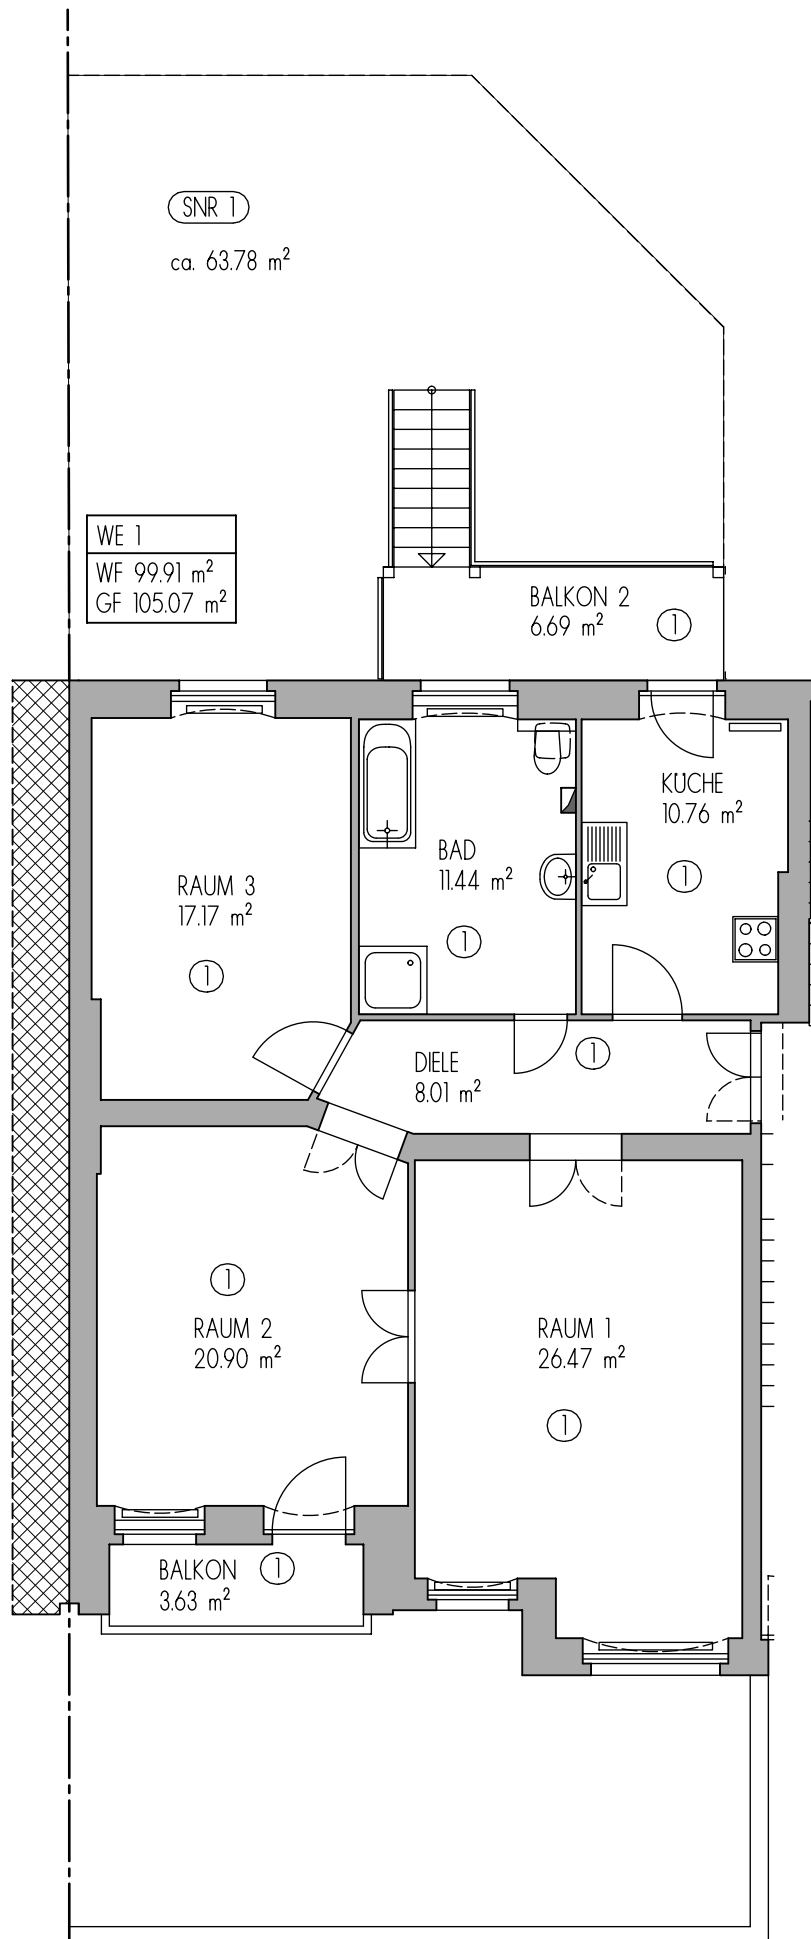 SNR 1
ca. 63.78 m²
WE 1
WF 99.91 m²
GF 105.07 m²
BALKON 2
6.69 m²
1
KÜCHE
10.76 m²
1
BAD
11.44 m²
1
RAUM 3
17.17 m²
1
DIELE
8.01 m²
1
1
RAUM 2
20.90 m²
RAUM 1
26.47 m²
1
BALKON
3.63 m²
1